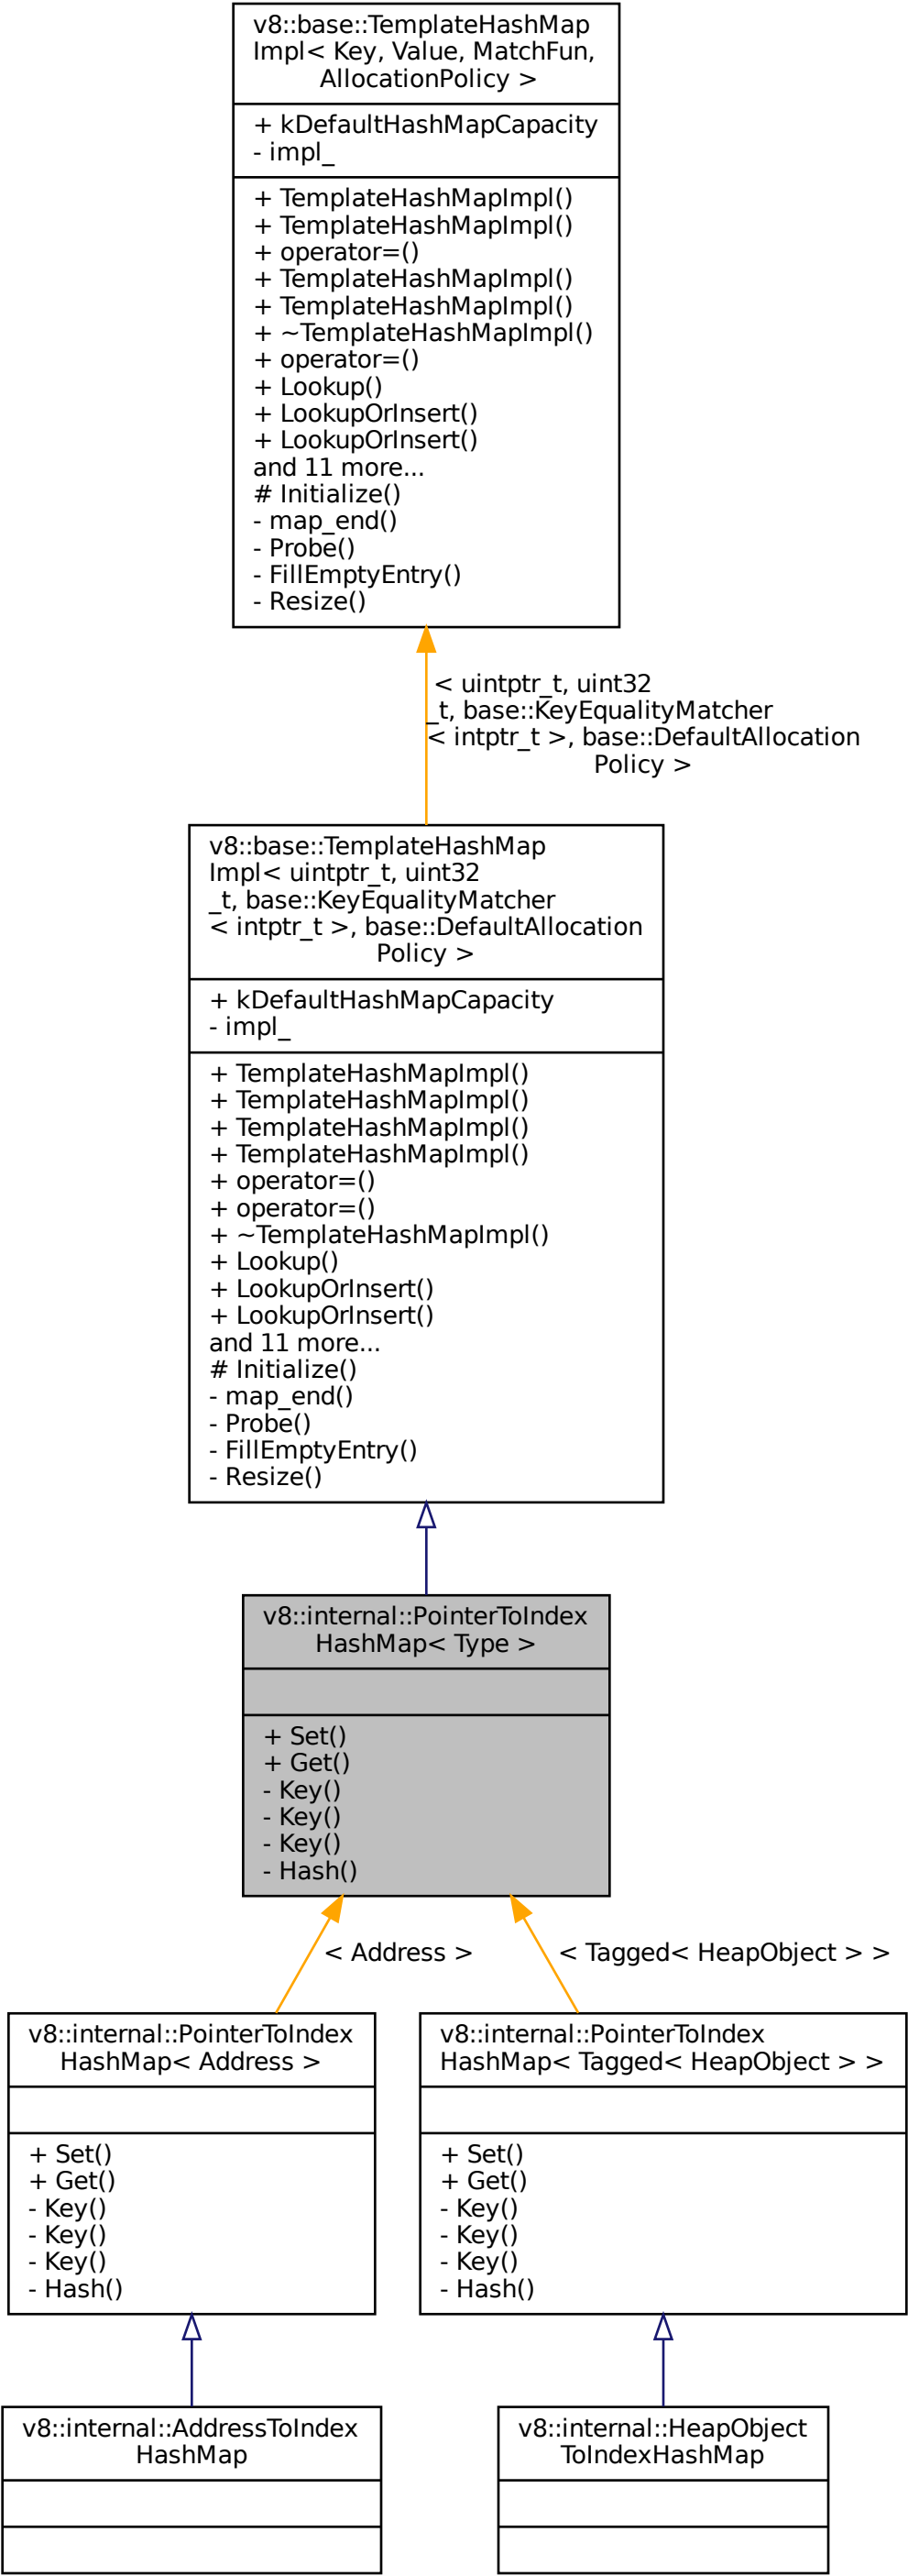 v8::base::TemplateHashMap
Impl< Key, Value, MatchFun,
AllocationPolicy >
+ kDefaultHashMapCapacity
- impl_
+ TemplateHashMapImpl()
+ TemplateHashMapImpl()
+ operator=()
+ TemplateHashMapImpl()
+ TemplateHashMapImpl()
+ ~TemplateHashMapImpl()
+ operator=()
+ Lookup()
+ LookupOrInsert()
+ LookupOrInsert()
and 11 more...
# Initialize()
- map_end()
- Probe()
- FillEmptyEntry()
- Resize()
< uintptr_t, uint32
_t, base::KeyEqualityMatcher
< intptr_t >, base::DefaultAllocation
Policy >
v8::base::TemplateHashMap
Impl< uintptr_t, uint32
_t, base::KeyEqualityMatcher
< intptr_t >, base::DefaultAllocation
Policy >
+ kDefaultHashMapCapacity
- impl_
+ TemplateHashMapImpl()
+ TemplateHashMapImpl()
+ TemplateHashMapImpl()
+ TemplateHashMapImpl()
+ operator=()
+ operator=()
+ ~TemplateHashMapImpl()
+ Lookup()
+ LookupOrInsert()
+ LookupOrInsert()
and 11 more...
# Initialize()
- map_end()
- Probe()
- FillEmptyEntry()
- Resize()
v8::internal::PointerToIndex
HashMap< Type >
+ Set()
+ Get()
- Key()
- Key()
- Key()
- Hash()
< Address >
< Tagged< HeapObject > >
v8::internal::PointerToIndex
HashMap< Address >
+ Set()
+ Get()
- Key()
- Key()
- Key()
- Hash()
v8::internal::PointerToIndex
HashMap< Tagged< HeapObject > >
+ Set()
+ Get()
- Key()
- Key()
- Key()
- Hash()
v8::internal::AddressToIndex
HashMap
v8::internal::HeapObject
ToIndexHashMap